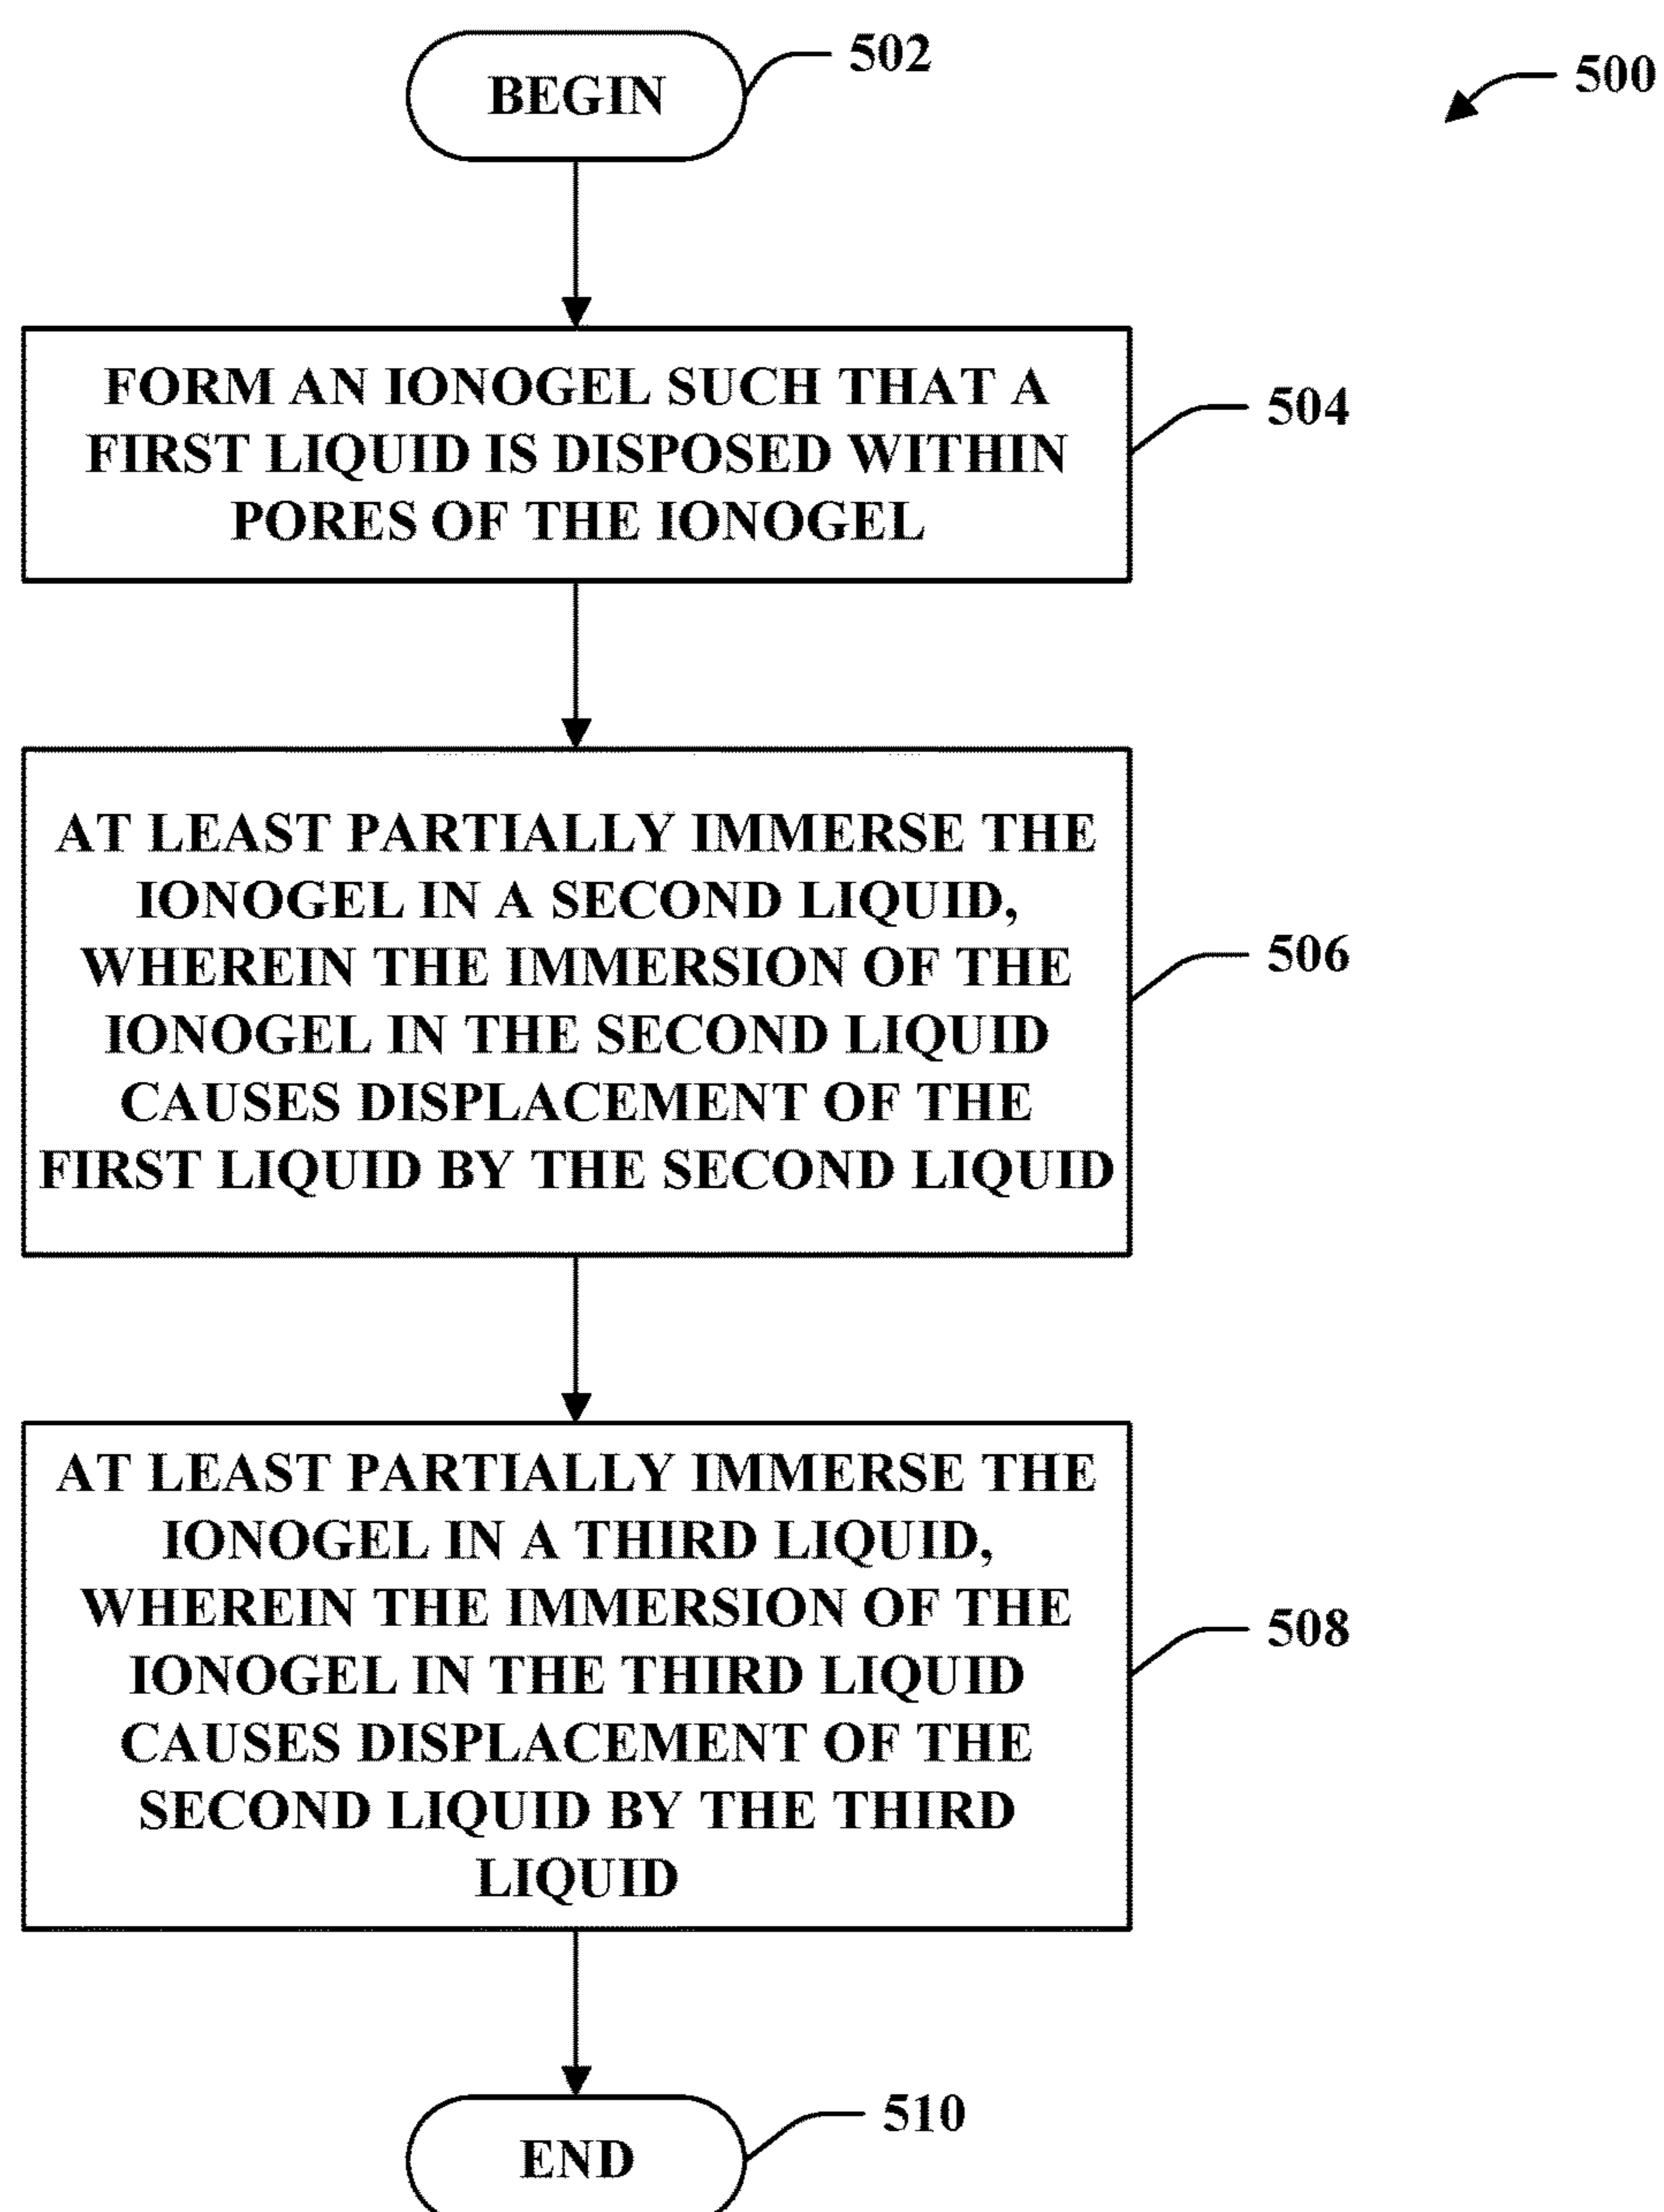 BEGIN
502
500
FORM AN IONOGEL SUCH THAT A
FIRST LIQUID IS DISPOSED WITHIN
PORES OF THE IONOGEL
504
AT LEAST PARTIALLY IMMERSE THE
IONOGEL IN A SECOND LIQUID,
WHEREIN THE IMMERSION OF THE
IONOGEL IN THE SECOND LIQUID
CAUSES DISPLACEMENT OF THE
FIRST LIQUID BY THE SECOND LIQUID
506
AT LEAST PARTIALLY IMMERSE THE
IONOGEL IN A THIRD LIQUID,
WHEREIN THE IMMERSION OF THE
IONOGEL IN THE THIRD LIQUID
CAUSES DISPLACEMENT OF THE
SECOND LIQUID BY THE THIRD
LIQUID
508
END
510